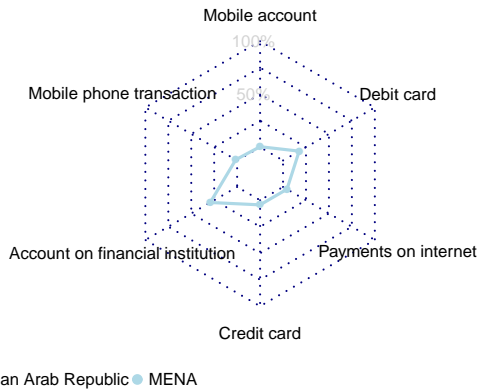 Mobile account
100%
Mobile phone transaction
50%
Debit card
Account on financial institution
Payments on internet
Credit card
an Arab Republic MENA